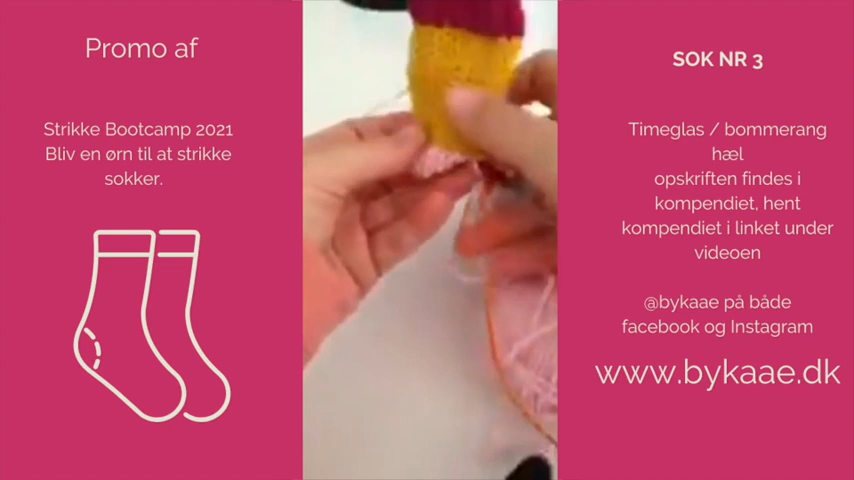 Promo af
Strikke Bootcamp 2021
Bliv en ørn til at strikke
sokker.
SOK NR 3
Timeglas / bommerang
hæl
opskriften findes i
kompendiet, hent
kompendiet i linket under
videoen
@bykaae på både
facebook og Instagram
www.bykaae.dk